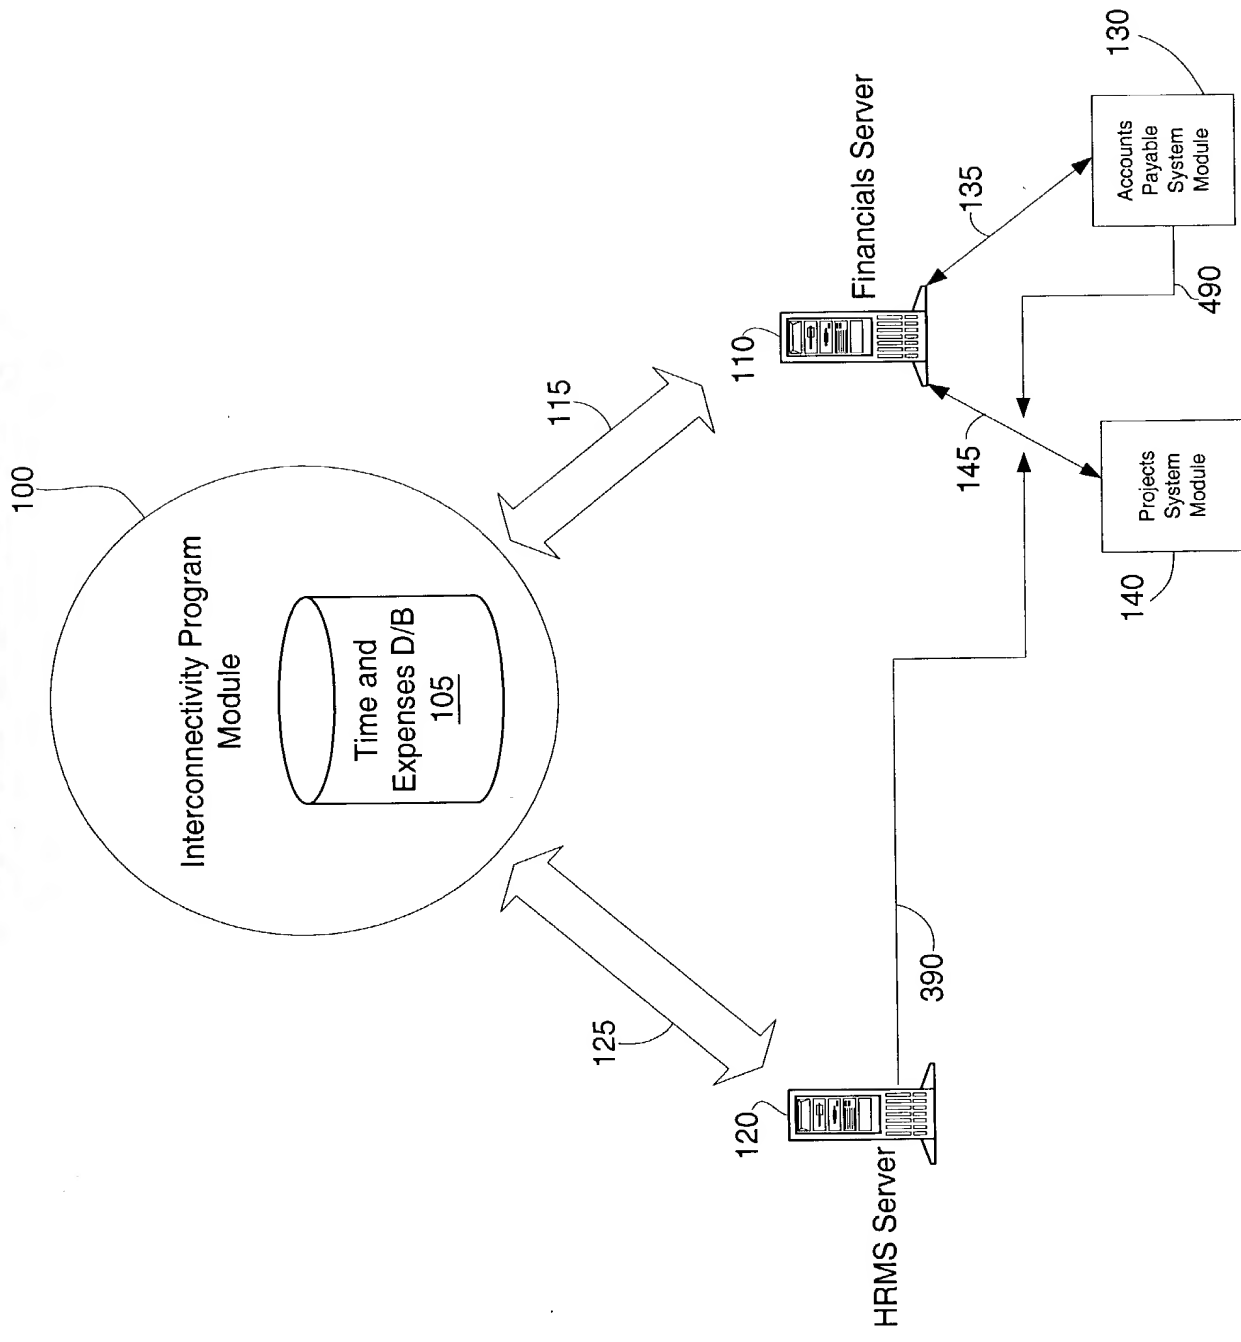 100
Interconnectivity Program
Module
Time and
Expenses D/B
105
125
115
120
HRMS Server
110
Financials Server
390
145
135
140
Projects
System
Module
490
130
Accounts
Payable
System
Module